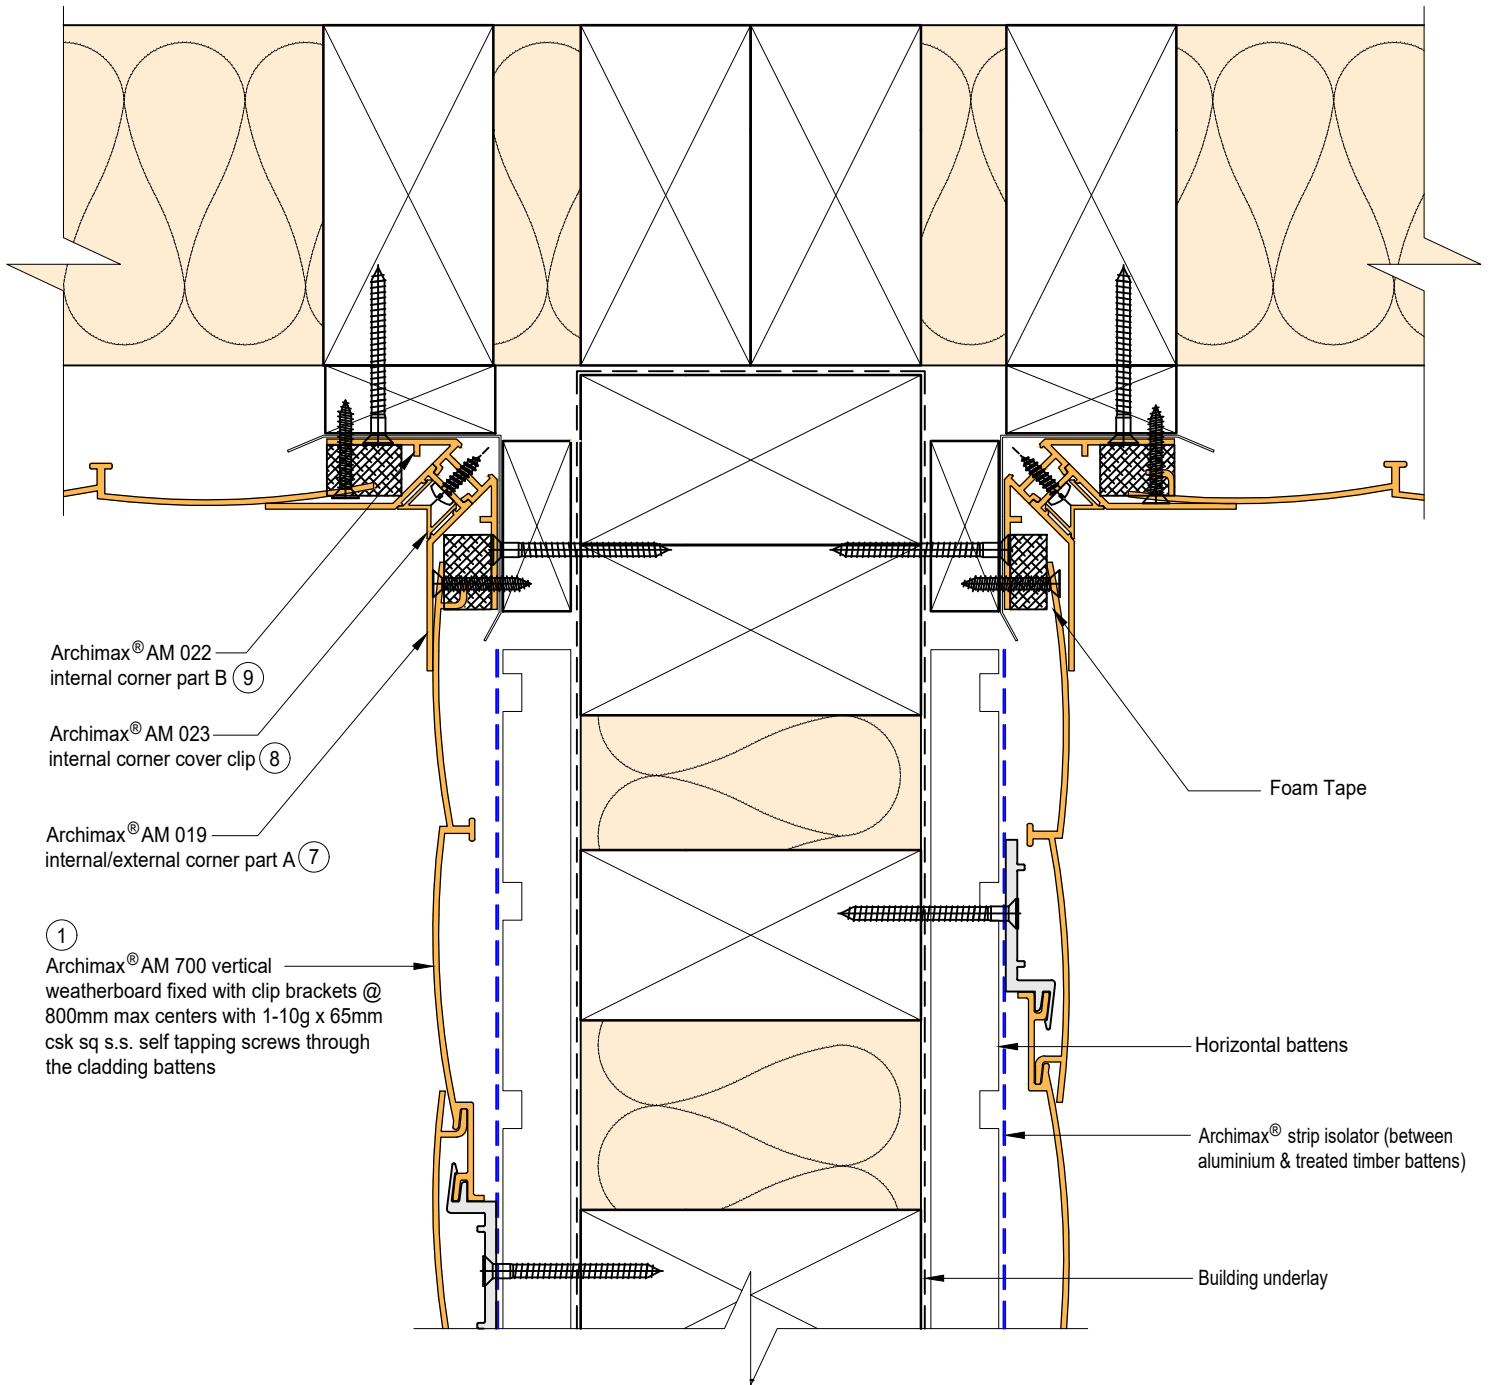 Archimax® AM 022
internal corner part B 9
Archimax® AM 023
internal corner cover clip 8
Archimax® AM 019
internal/external corner part A 7
1
Archimax® AM 700 vertical
weatherboard fixed with clip brackets @
800mm max centers with 1-10g x 65mm
csk sq s.s. self tapping screws through
the cladding battens
Foam Tape
Horizontal battens
Archimax® strip isolator (between
aluminium & treated timber battens)
Building underlay